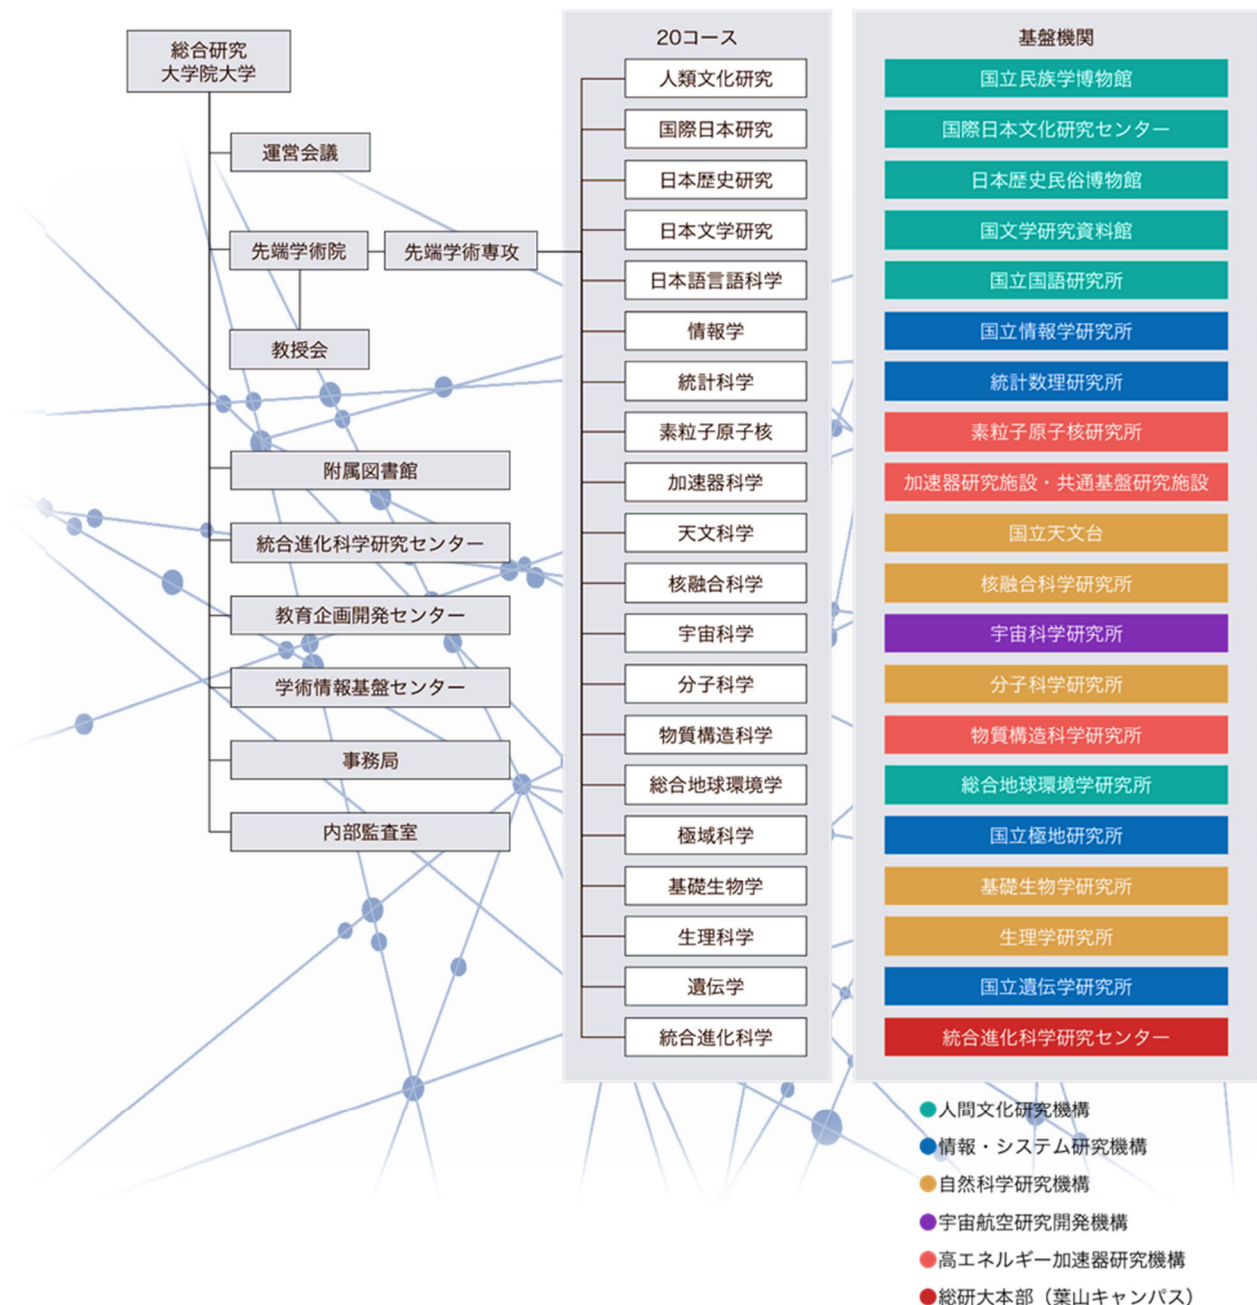 総合研究
大学院大学
運営会議
先端学術院
先端学術専攻
教授会
附属図書館
統合進化科学研究センター
教育企画開発センター
学術情報基盤センター
事務局
内部監査室
20コース
人類文化研究
国際日本研究
日本歴史研究
日本文学研究
日本語言語科学
情報学
統計科学
素粒子原子核
加速器科学
天文科学
核融合科学
宇宙科学
分子科学
物質構造科学
総合地球環境学
極域科学
基礎生物学
生理科学
遺伝学
統合進化科学
基盤機関
国立民族学博物館
国際日本文化研究センター
日本歴史民俗博物館
国文学研究資料館
国立国語研究所
国立情報学研究所
統計数理研究所
素粒子原子核研究所
加速器研究施設・共通基盤研究施設
国立天文台
核融合科学研究所
宇宙科学研究所
分子科学研究所
物質構造科学研究所
総合地球環境学研究所
国立極地研究所
基礎生物学研究所
生理学研究所
国立遺伝学研究所
統合進化科学研究センター
人間文化研究機構
情報・システム研究機構
自然科学研究機構
宇宙航空研究開発機構
高エネルギー加速器研究機構
総研大本部（葉山キャンパス）